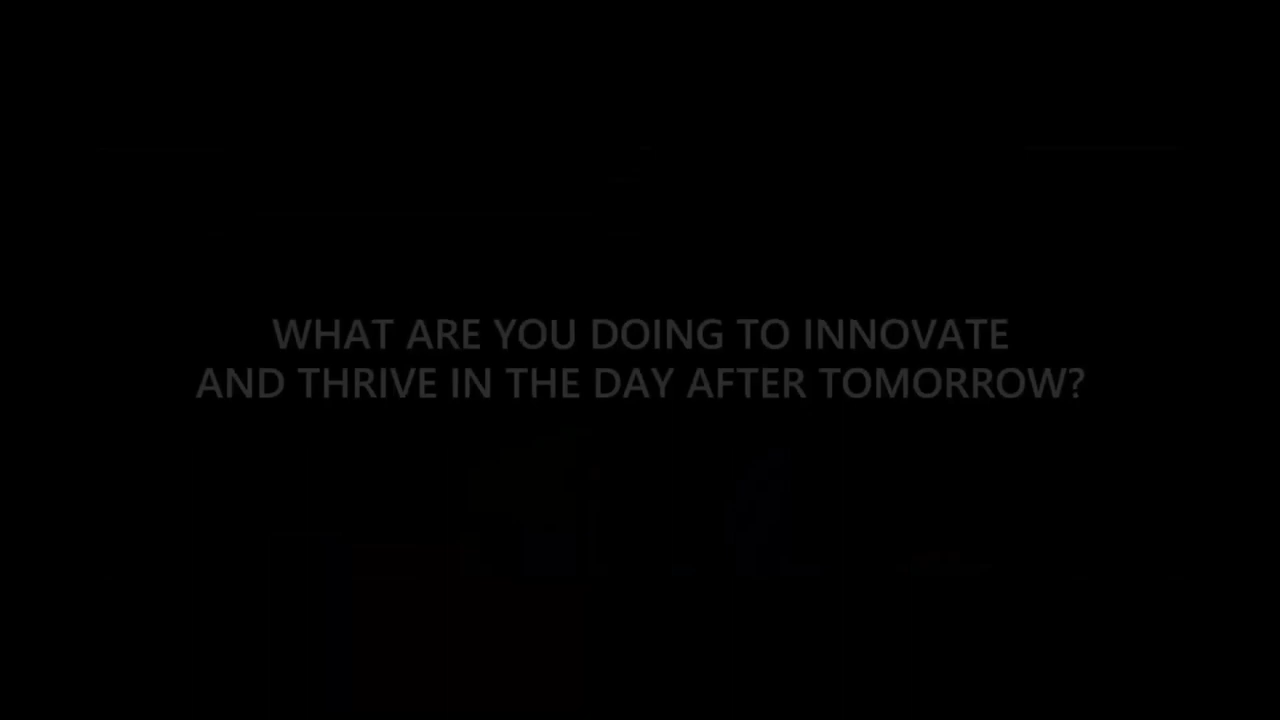 WHAT ARE YOU DOING TO INNOVATE
AND THRIVE IN THE DAY AFTER TOMORROW?